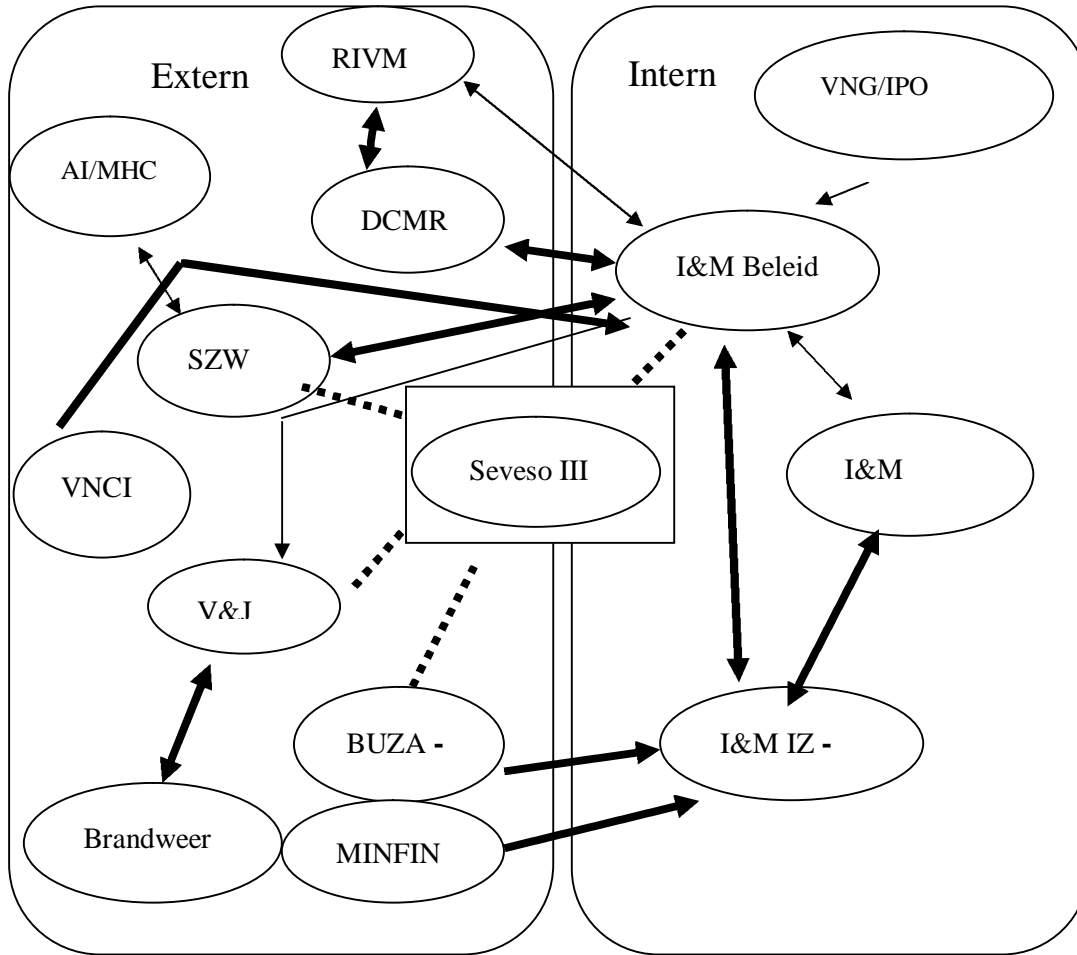 Extern
RIVM
AI/MHC
DCMR
SZW
VNCI
V&J
BUZA -
Brandweer
MINFIN
Seveso III
Intern
VNG/IPO
I&M Beleid
I&M
I&M IZ -